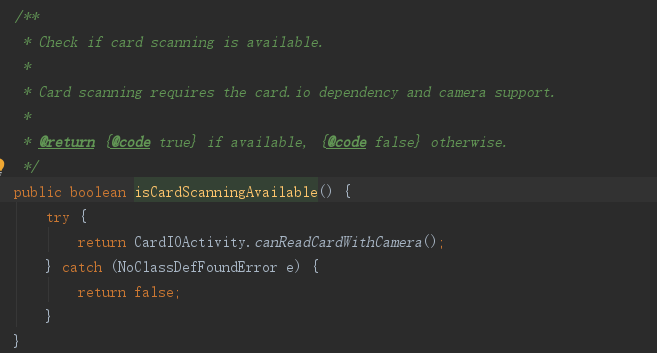 /**
 * Check if card scanning is available.
 *
 * Card scanning requires the card.io dependency and camera support.
 *
 * @return {@code true} if available, {@code false} otherwise.
 */
public boolean isCardScanningAvailable() {
    try {
        return CardIOActivity.canReadCardWithCamera();
    } catch (NoClassDefFoundError e) {
        return false;
    }
}